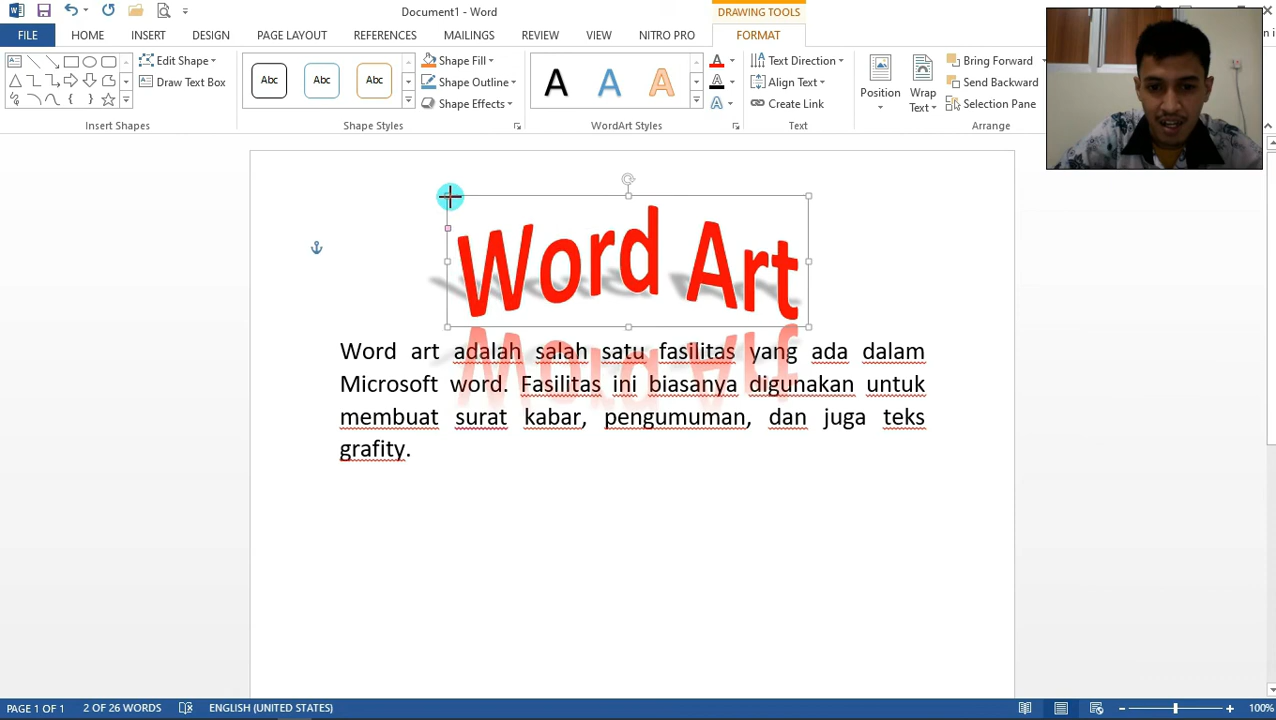 Document1 - Word
DRAWING TOOLS
FILE HOME INSERT DESIGN PAGE LAYOUT REFERENCES MAILINGS REVIEW VIEW NITRO PRO FORMAT
Edit Shape
Draw Text
Insert Shapes
Abc Abc Abc
Shape Fill
Shape Outline
Shape Effects
Shape Styles
A A A
WordArt Styles
Text Direction
Align Text
Create Link
Text
Position
Wrap Text
Bring Forward
Send Backward
Selection Pane
Arrange
Word Art
Word art adalah salah satu fasilitas yang ada dalam
Microsoft word. Fasilitas ini biasanya digunakan untuk
membuat surat kabar, pengumuman, dan juga teks
grafity.
PAGE 1 OF 1 2 OF 26 WORDS ENGLISH (UNITED STATES) 100%